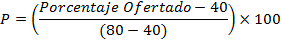 P = (Porcentaje Ofertado − 40 / (80 − 40)) × 100